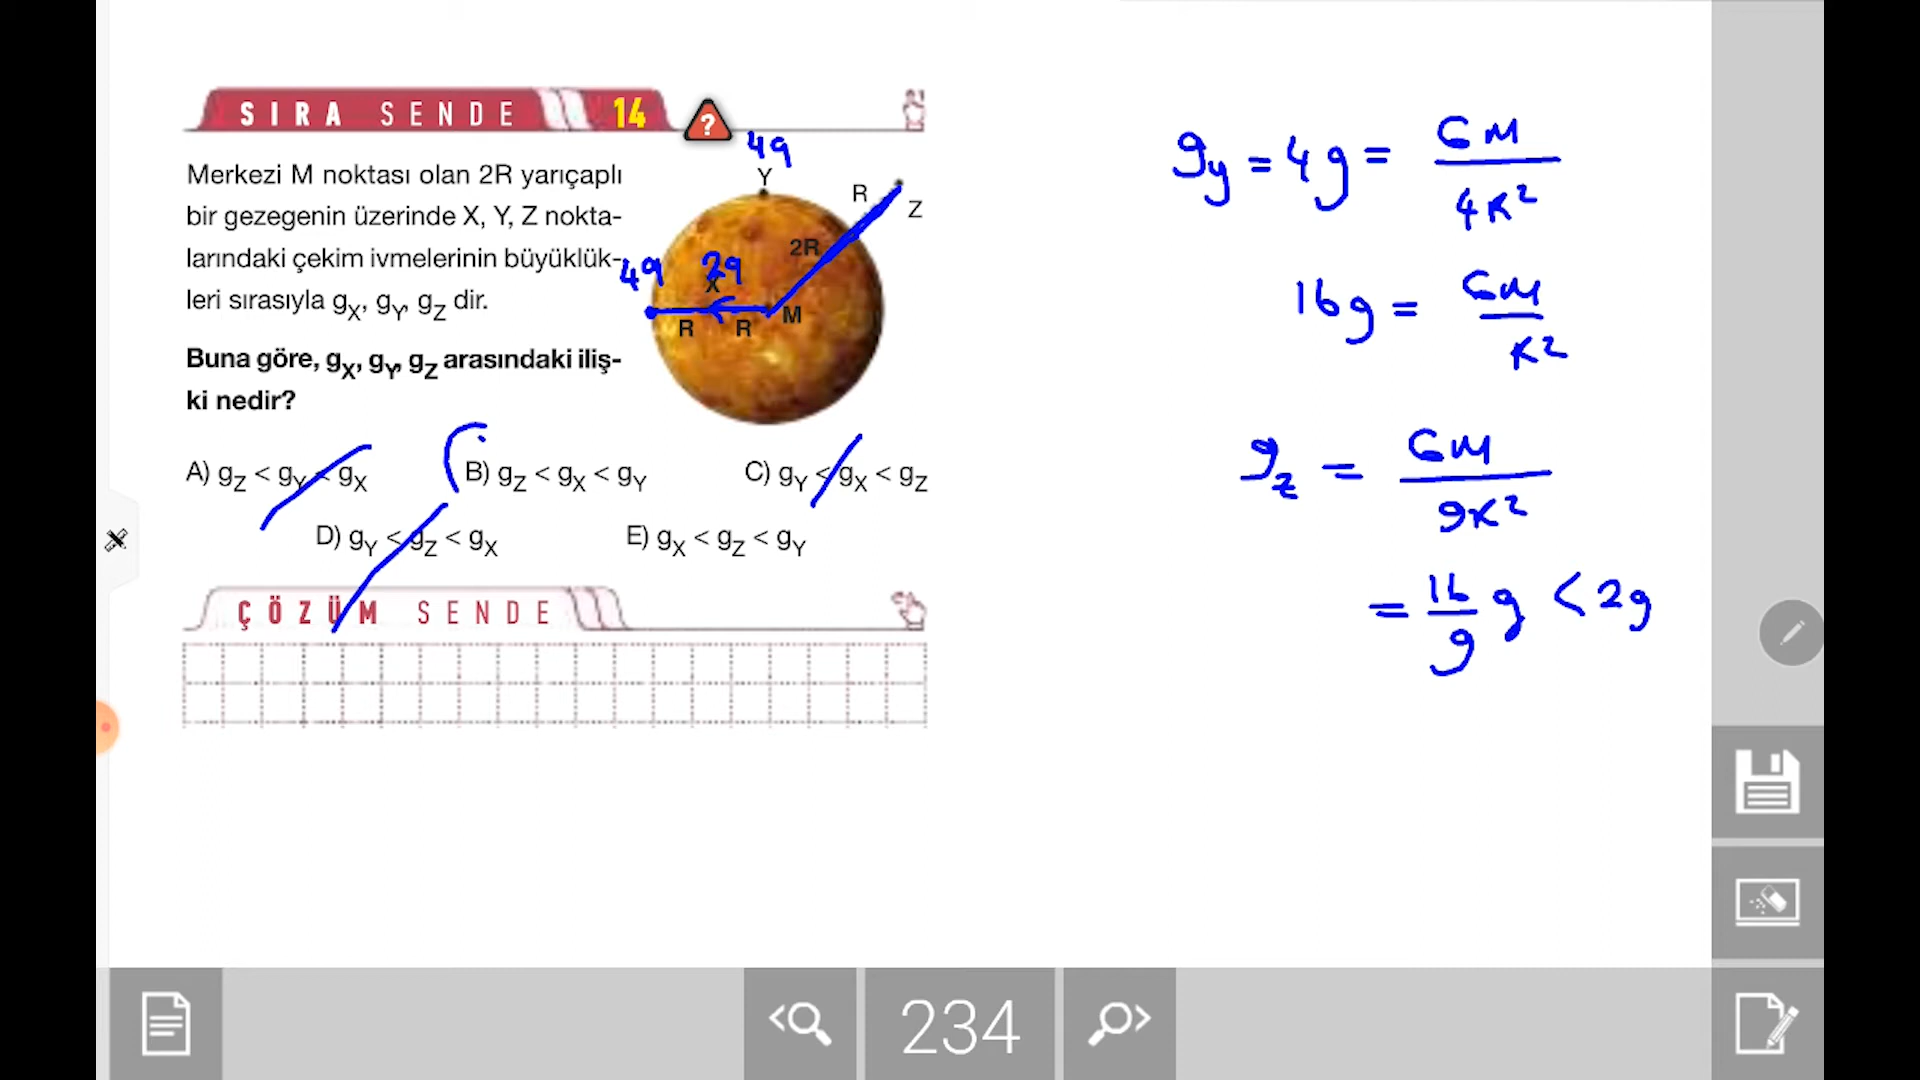 SIRA SENDE 14 ?
Merkezi M noktası olan 2R yarıçaplı
bir gezegenin üzerinde X, Y, Z nokta-
larındaki çekim ivmelerinin büyüklük-
leri sırasıyla gX, gY, gZ dir.
Buna göre, gX, gY, gZ arasındaki iliş-
ki nedir?
4g
Y
R
Z
2R
4g 2g
X
M
R R
A) gZ < gY < gX
B) gZ < gX < gY
C) gY < gX < gZ
D) gY < gZ < gX
E) gX < gZ < gY
ÇÖZÜM SENDE
gy = 4g = GM / 4R²
16g = GM / R²
gz = GM / 9R²
= 16/9 g < 2g
234